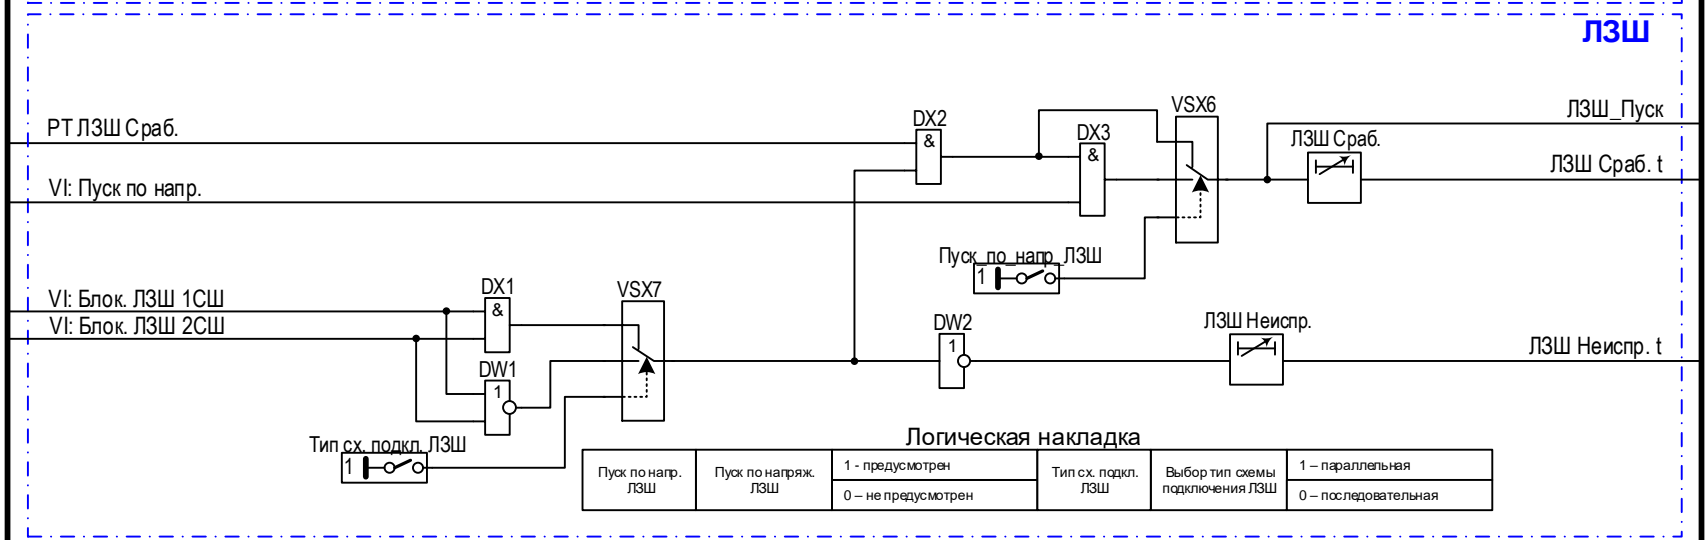 ЛЗШ
РТ ЛЗШ Сраб.
DX2
&
DX3
&
VSX6
ЛЗШ_Пуск
ЛЗШ Сраб.
ЛЗШ Сраб. t
VI: Пуск по напр.
Пуск_по_напр_ЛЗШ
1
VI: Блок. ЛЗШ 1СШ
VI: Блок. ЛЗШ 2СШ
DX1
&
VSX7
DW1
1
DW2
1
ЛЗШ Неиспр.
ЛЗШ Неиспр. t
Тип сх. подкл. ЛЗШ
1
Логическая накладка
Пуск по напр.
ЛЗШ
Пуск по напряж.
ЛЗШ
1 - предусмотрен
0 – не предусмотрен
Тип сх. подкл.
ЛЗШ
Выбор тип схемы
подключения ЛЗШ
1 – параллельная
0 – последовательная